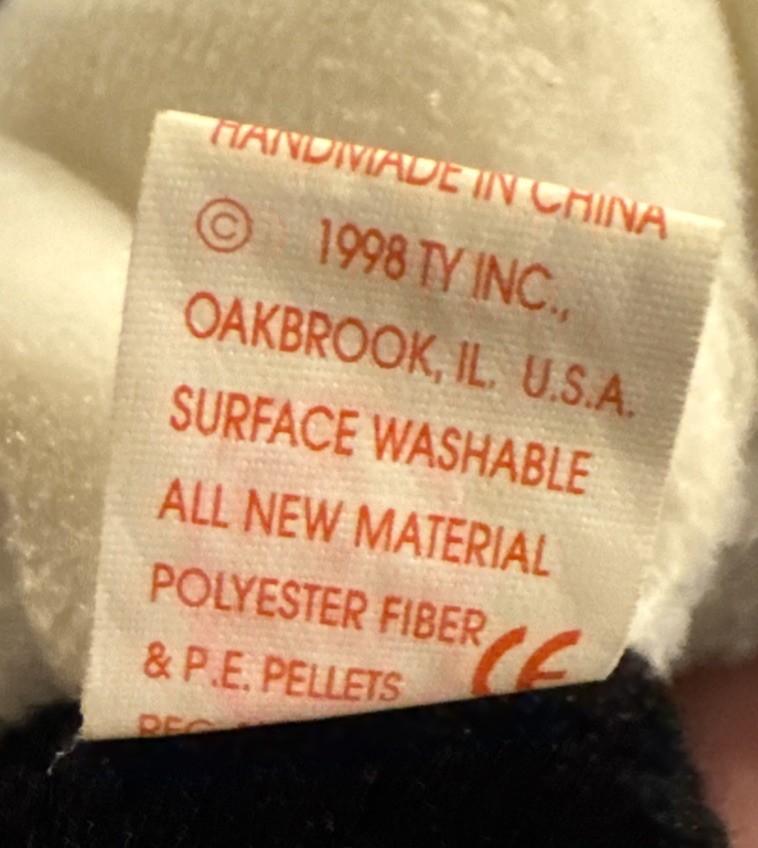 HANDMADE IN CHINA
© 1998 TY INC.,
OAKBROOK, IL. U.S.A.
SURFACE WASHABLE
ALL NEW MATERIAL
POLYESTER FIBER
& P.E. PELLETS CE